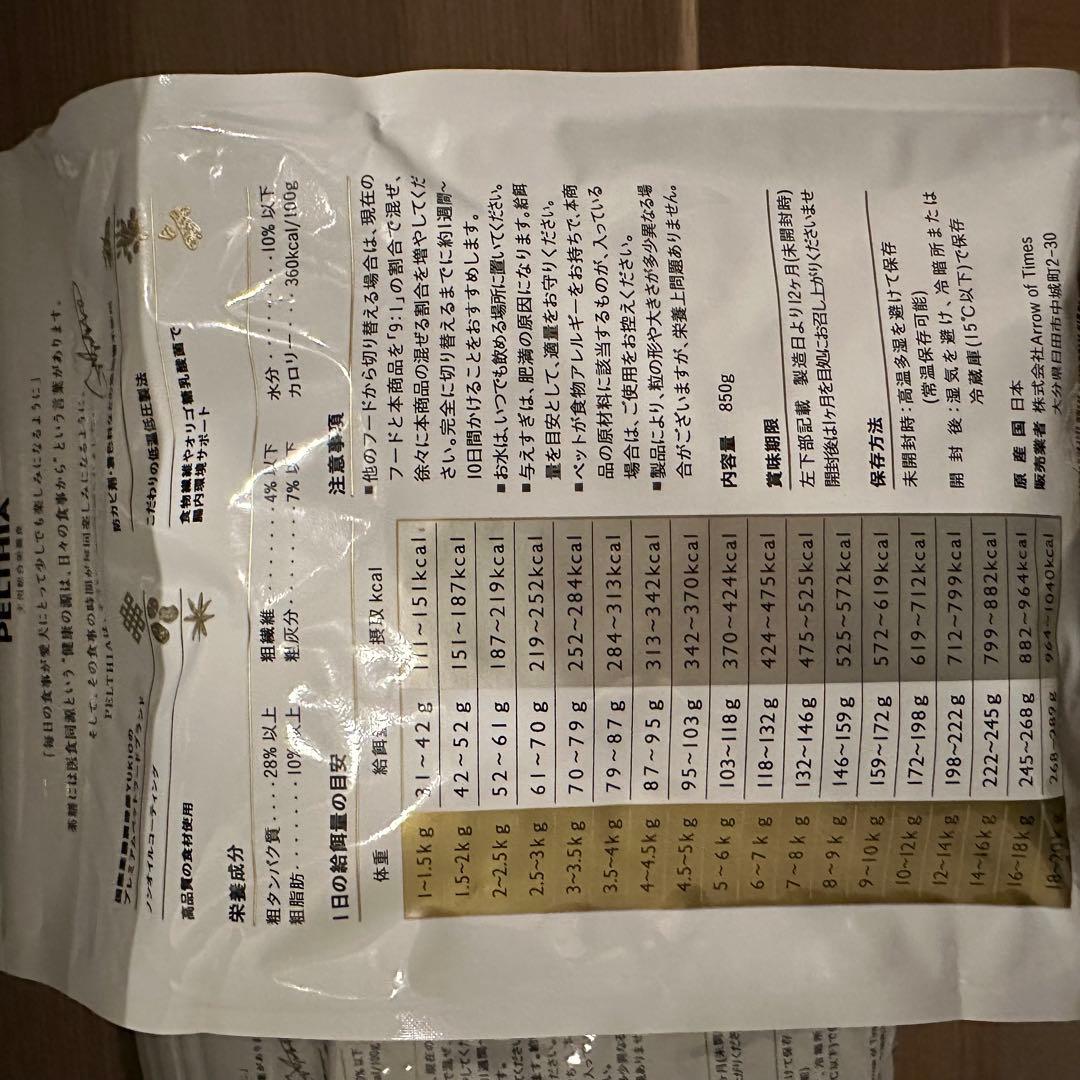 PELTHIA
犬用総合栄養食
「毎日の食事が愛犬にとって少しでも楽しみになるように」
薬膳には医食同源という“健康の源は、日々の食事から”という言葉があります。
そして、その食事の時間が毎回楽しみになるように、
PELTHIAは、
プレミアムペットフードブランド
ノンオイルコーティング
こだわりの低温低圧製法
高品質の食材使用
食物繊維やオリゴ糖乳酸菌で
腸内環境サポート
栄養成分
粗タンパク質‥‥28% 以上 粗繊維‥‥‥‥‥4% 以下 水分‥‥‥‥‥10% 以下
粗脂肪‥‥‥‥10% 以上 粗灰分‥‥‥‥‥7% 以下 カロリー‥‥360kcal/100g
1日の給餌量の目安
体重 給餌 摂取 kcal
1~1.5kg 31~42g 111~151kcal
1.5~2kg 42~52g 151~187kcal
2~2.5kg 52~61g 187~219kcal
2.5~3kg 61~70g 219~252kcal
3~3.5kg 70~79g 252~284kcal
3.5~4kg 79~87g 284~313kcal
4~4.5kg 87~95g 313~342kcal
4.5~5kg 95~103g 342~370kcal
5~6kg 103~118g 370~424kcal
6~7kg 118~132g 424~475kcal
7~8kg 132~146g 475~525kcal
8~9kg 146~159g 525~572kcal
9~10kg 159~172g 572~619kcal
10~12kg 172~198g 619~712kcal
12~14kg 198~222g 712~799kcal
14~16kg 222~245g 799~882kcal
16~18kg 245~268g 882~964kcal
18~20kg 268~289g 964~1040kcal
注意事項
■他のフードから切り替える場合は、現在の
フードと本商品を「9:1」の割合で混ぜ、
徐々に本商品の混ぜる割合を増やしてくだ
さい。完全に切り替えるまでに約1週間~
10日間かけることをおすすめします。
■お水は、いつでも飲める場所に置いてください。
■与えすぎは、肥満の原因になります。給餌
量を目安として、適量をお守りください。
■ペットが食物アレルギーをお持ちで、本商
品の原材料に該当するものが、入っている
場合は、ご使用をお控えください。
■製品により、粒の形や大きさが多少異なる場
合がございますが、栄養上問題ありません。
内容量 850g
賞味期限
左下部記載 製造日より12ヶ月(未開封時)
開封後は1ヶ月を目処にお召し上がりくださいませ
保存方法
未開封時:高温多湿を避けて保存
(常温保存可能)
開封後:湿気を避け、冷暗所または
冷蔵庫(15℃以下)で保存
原産国 日本
販売業者 株式会社Arrow of Times
大分県日田市中城町2-30